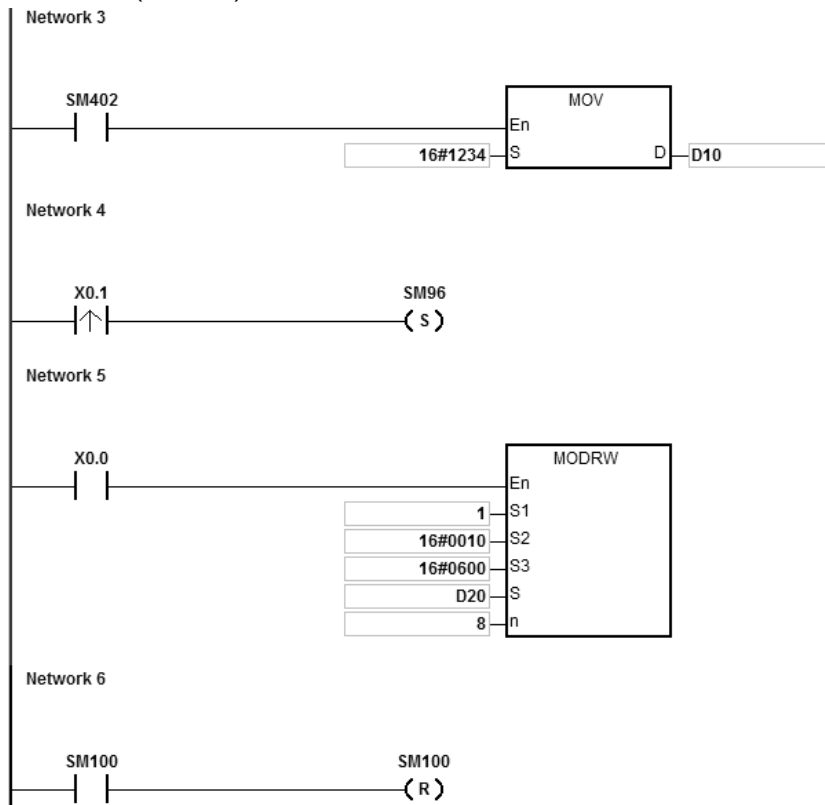 Network 3
SM402
MOV
En
16#1234 S D D10
Network 4
X0.1 SM96
( S )
Network 5
X0.0 MODRW
En
1 S1
16#0010 S2
16#0600 S3
D20 S
8 n
Network 6
SM100 SM100
( R )